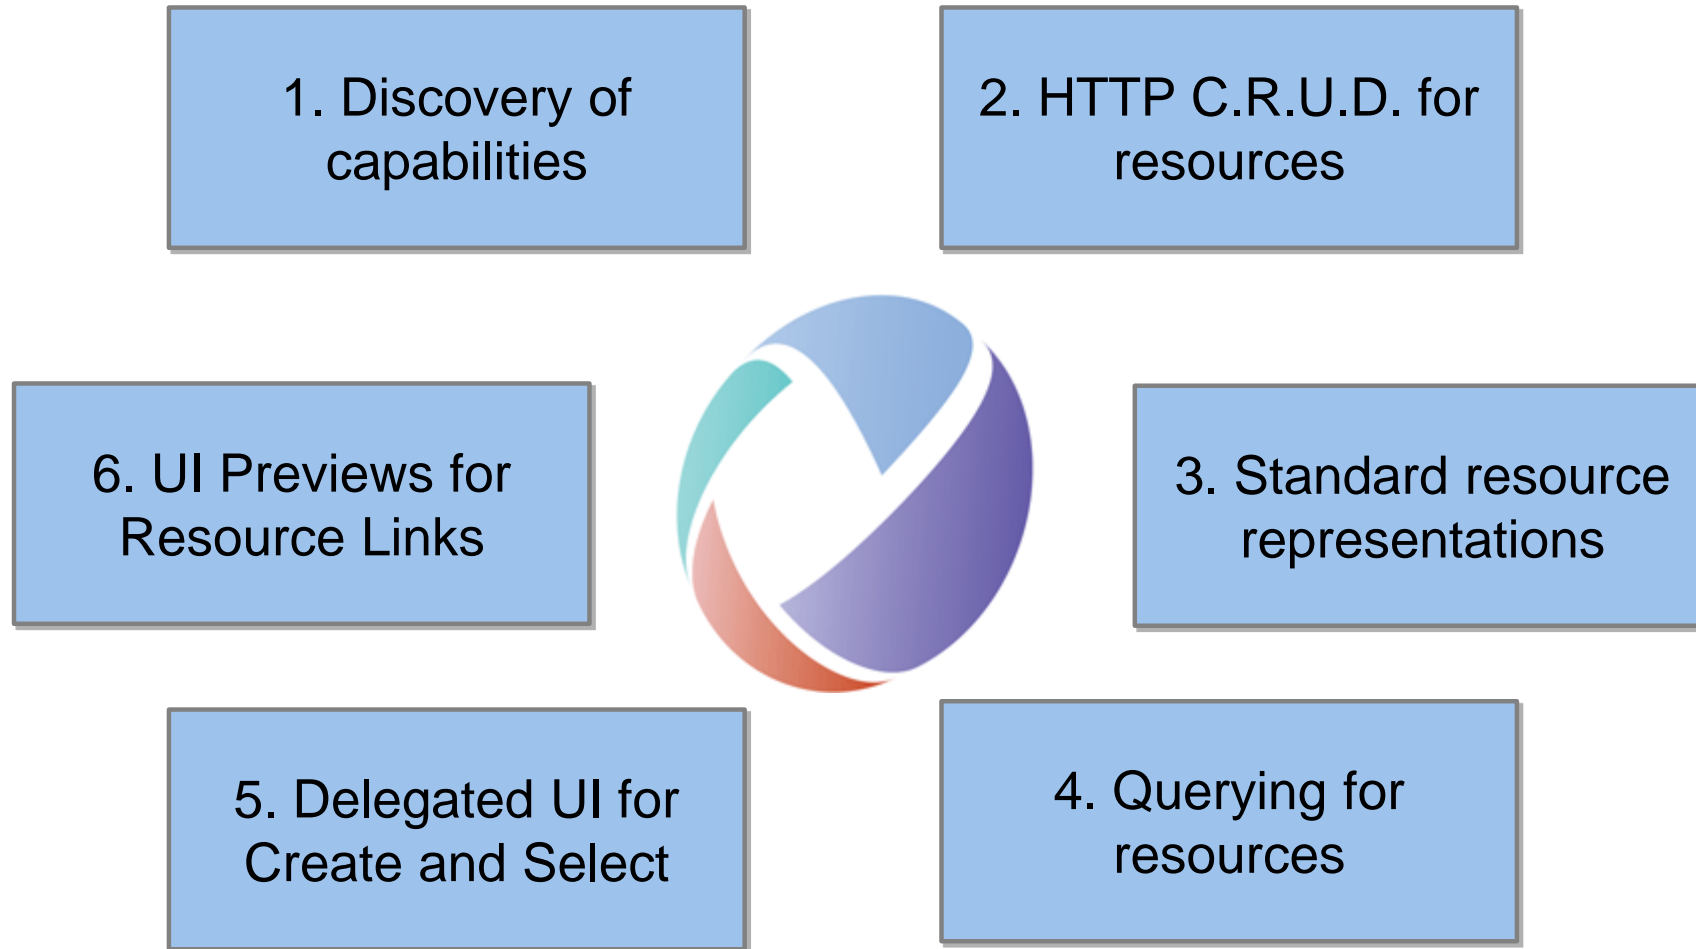 1. Discovery of
capabilities
2. HTTP C.R.U.D. for
resources
3. Standard resource
representations
4. Querying for
resources
5. Delegated UI for
Create and Select
6. UI Previews for
Resource Links